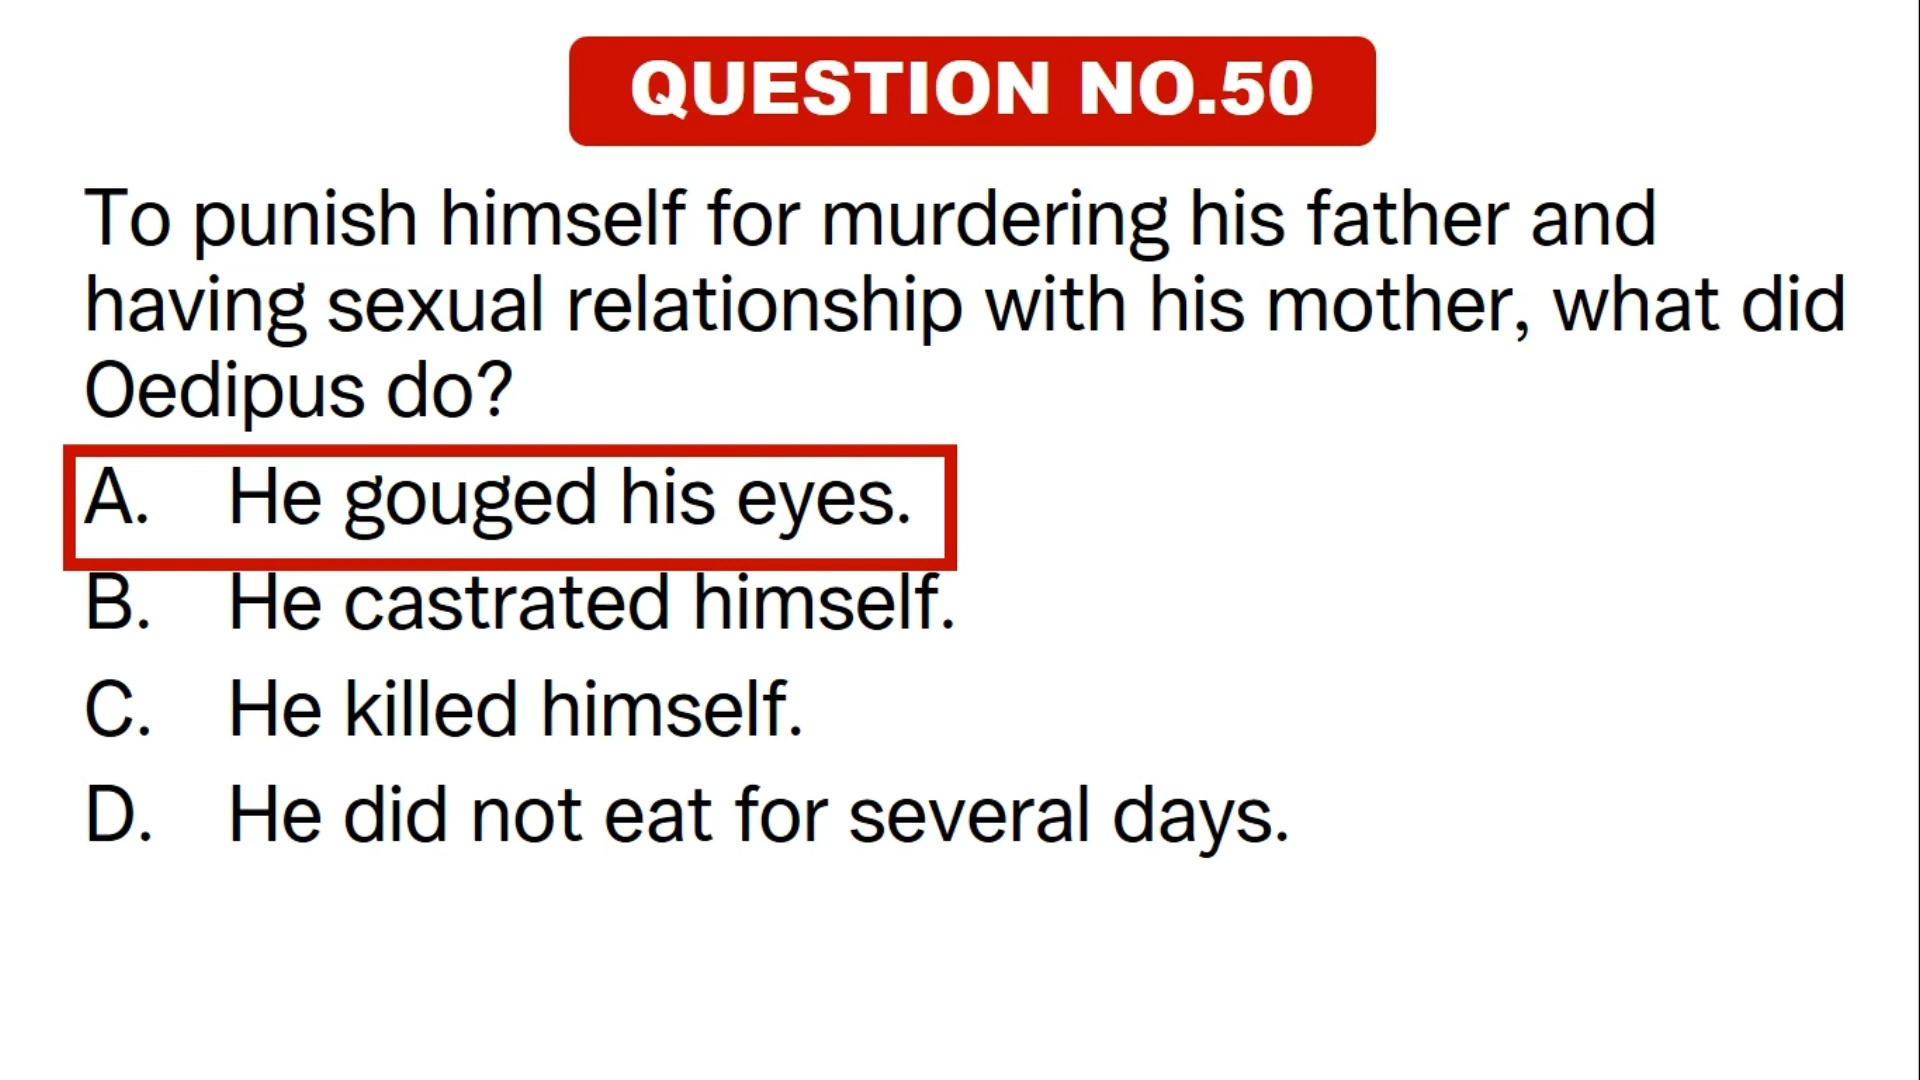 QUESTION NO.50
To punish himself for murdering his father and
having sexual relationship with his mother, what did
Oedipus do?
A. He gouged his eyes.
B. He castrated himself.
C. He killed himself.
D. He did not eat for several days.